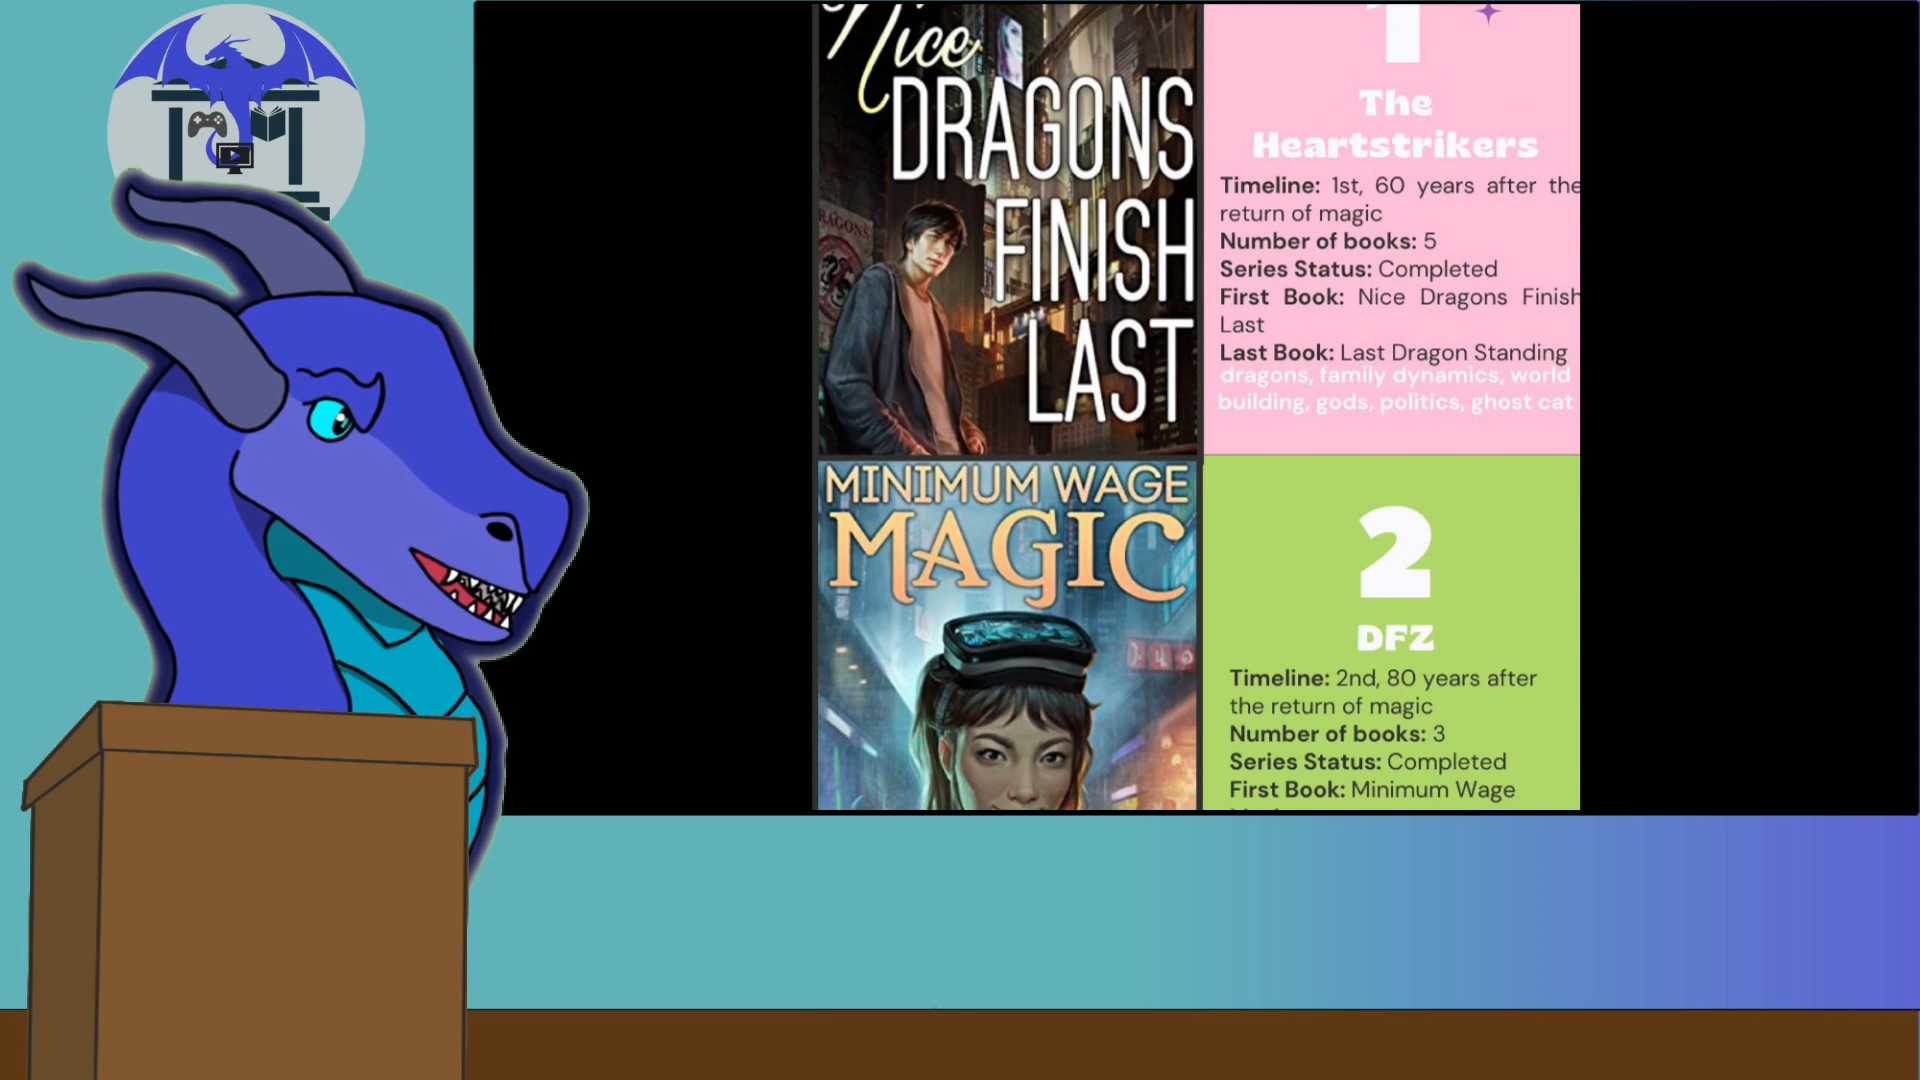 Nice
DRAGONS
FINISH
LAST
DRAGONS
1
The
Heartstrikers
Timeline: 1st, 60 years after the
return of magic
Number of books: 5
Series Status: Completed
First Book: Nice Dragons Finish
Last
Last Book: Last Dragon Standing
dragons, family dynamics, world
building, gods, politics, ghost cat
MINIMUM WAGE
MAGIC
2
DFZ
Timeline: 2nd, 80 years after
the return of magic
Number of books: 3
Series Status: Completed
First Book: Minimum Wage